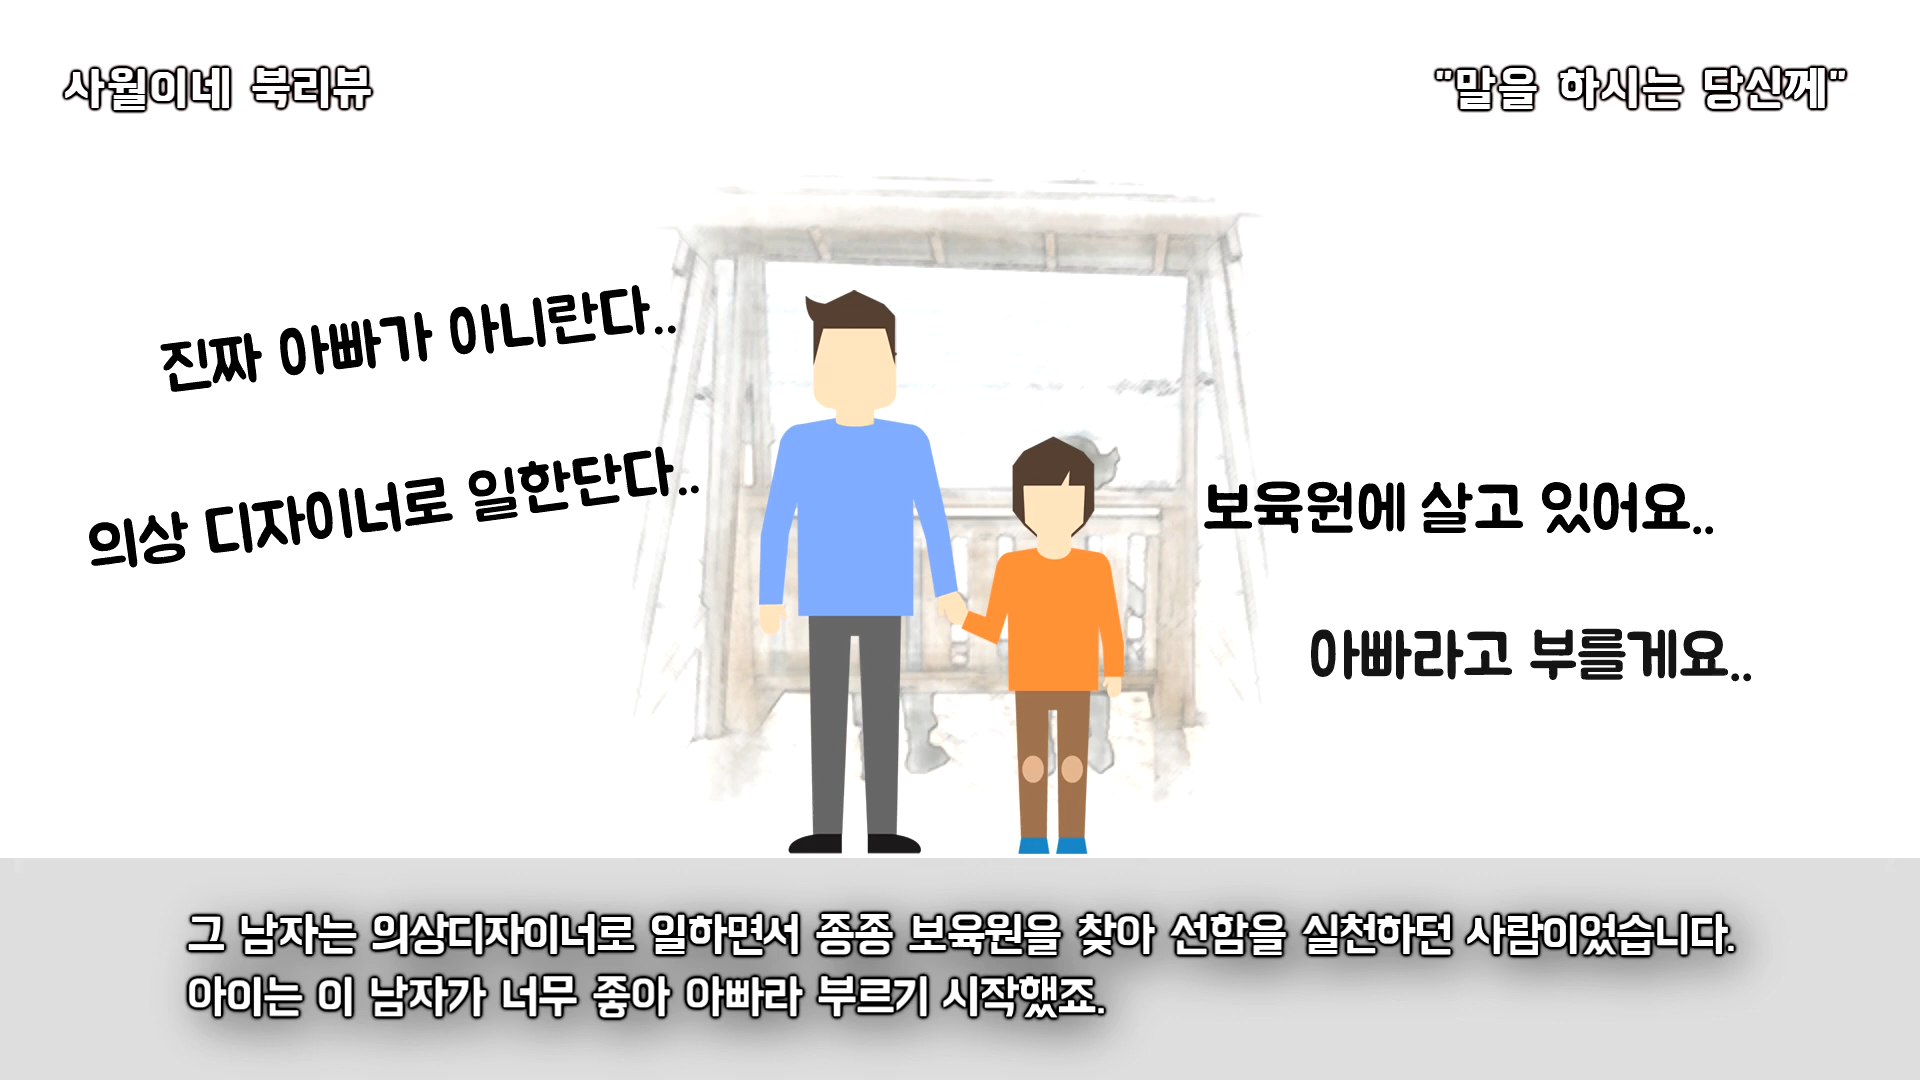 사월이네 북리뷰
"말을 하시는 당신께"
진짜 아빠가 아니란다..
의상 디자이너로 일한단다..
보육원에 살고 있어요..
아빠라고 부를게요..
그 남자는 의상디자이너로 일하면서 종종 보육원을 찾아 선함을 실천하던 사람이었습니다.
아이는 이 남자가 너무 좋아 아빠라 부르기 시작했죠.